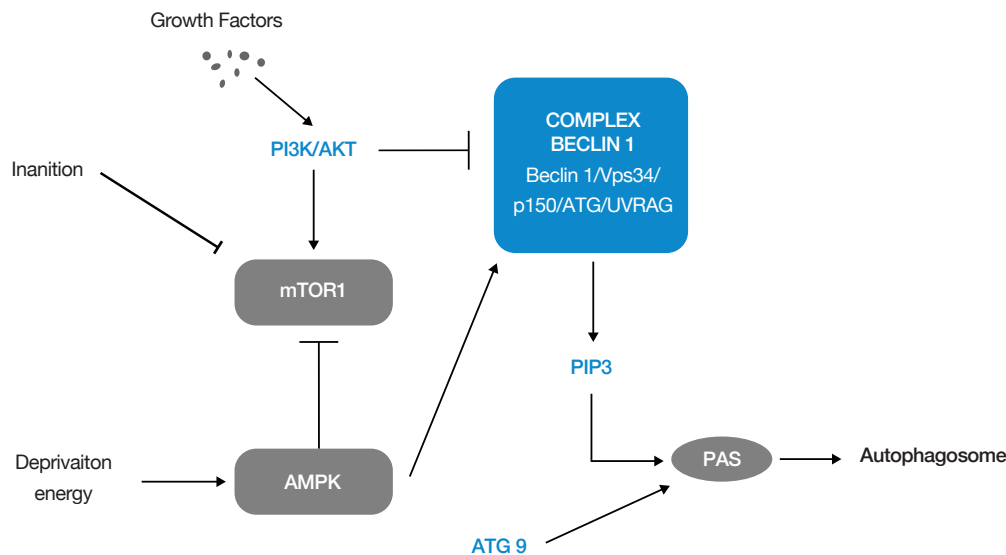 Growth Factors
PI3K/AKT
Inanition
COMPLEX
BECLIN 1
Beclin 1/Vps34/
p150/ATG/UVRAG
mTOR1
PIP3
Deprivaiton
energy
AMPK
PAS
Autophagosome
ATG 9